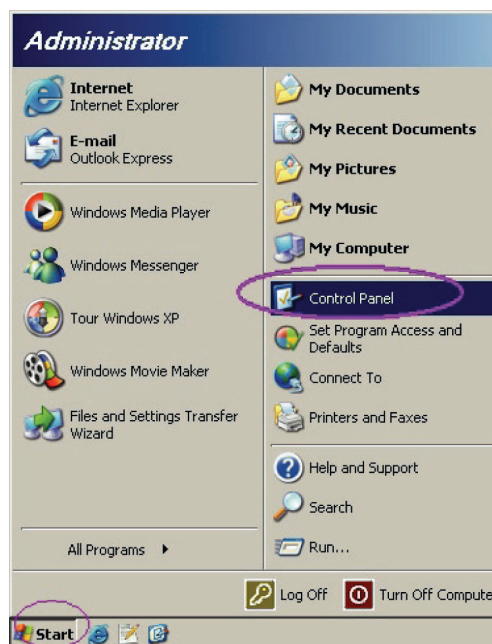 Administrator
Internet
Internet Explorer
E-mail
Outlook Express
Windows Media Player
Windows Messenger
Tour Windows XP
Windows Movie Maker
Files and Settings Transfer
Wizard
All Programs
My Documents
My Recent Documents
My Pictures
My Music
My Computer
Control Panel
Set Program Access and
Defaults
Connect To
Printers and Faxes
Help and Support
Search
Run...
Log Off
Turn Off Compute
Start